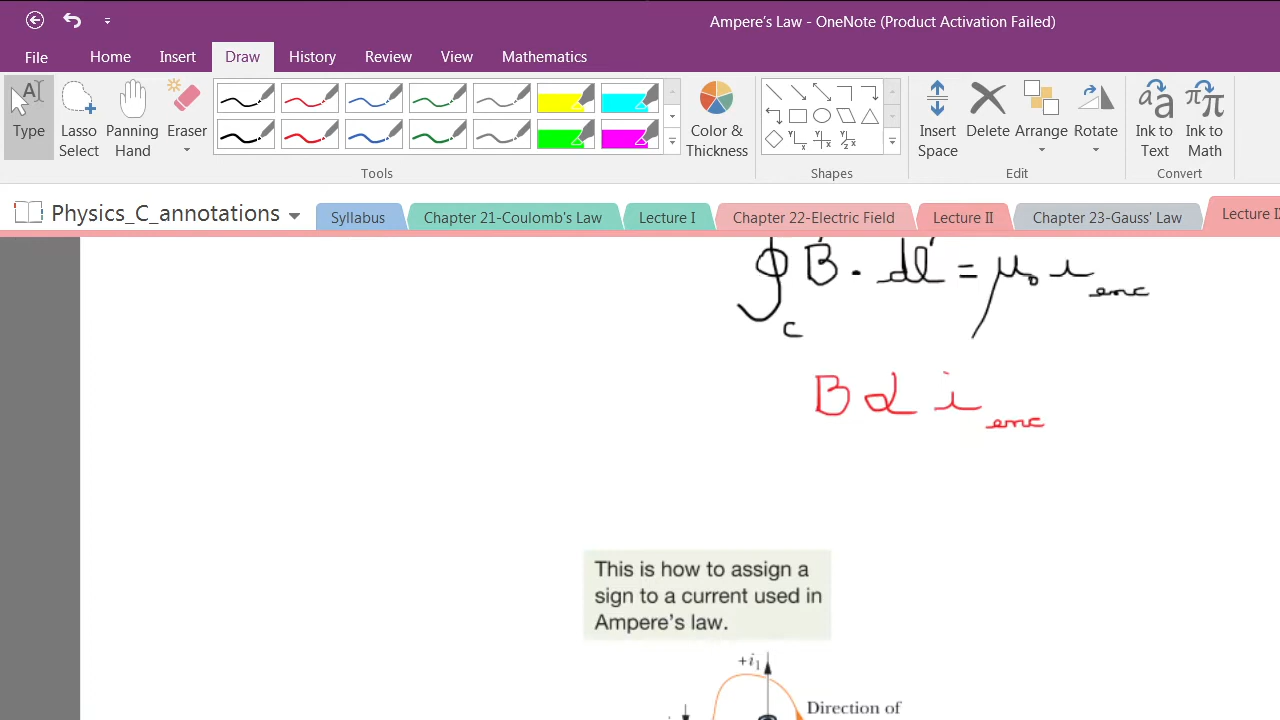 Ampere's Law - OneNote (Product Activation Failed)
File Home Insert Draw History Review View Mathematics
Type
Lasso Select
Panning Hand
Eraser
Color & Thickness
Insert Space
Delete
Arrange
Rotate
Ink to Text
Ink to Math
Tools
Shapes
Edit
Convert
Physics_C_annotations
Syllabus
Chapter 21-Coulomb's Law
Lecture I
Chapter 22-Electric Field
Lecture II
Chapter 23-Gauss' Law
∮_C B · dl = μ₀ i_enc
B α i_enc
This is how to assign a
sign to a current used in
Ampere's law.
+i₁
Direction of